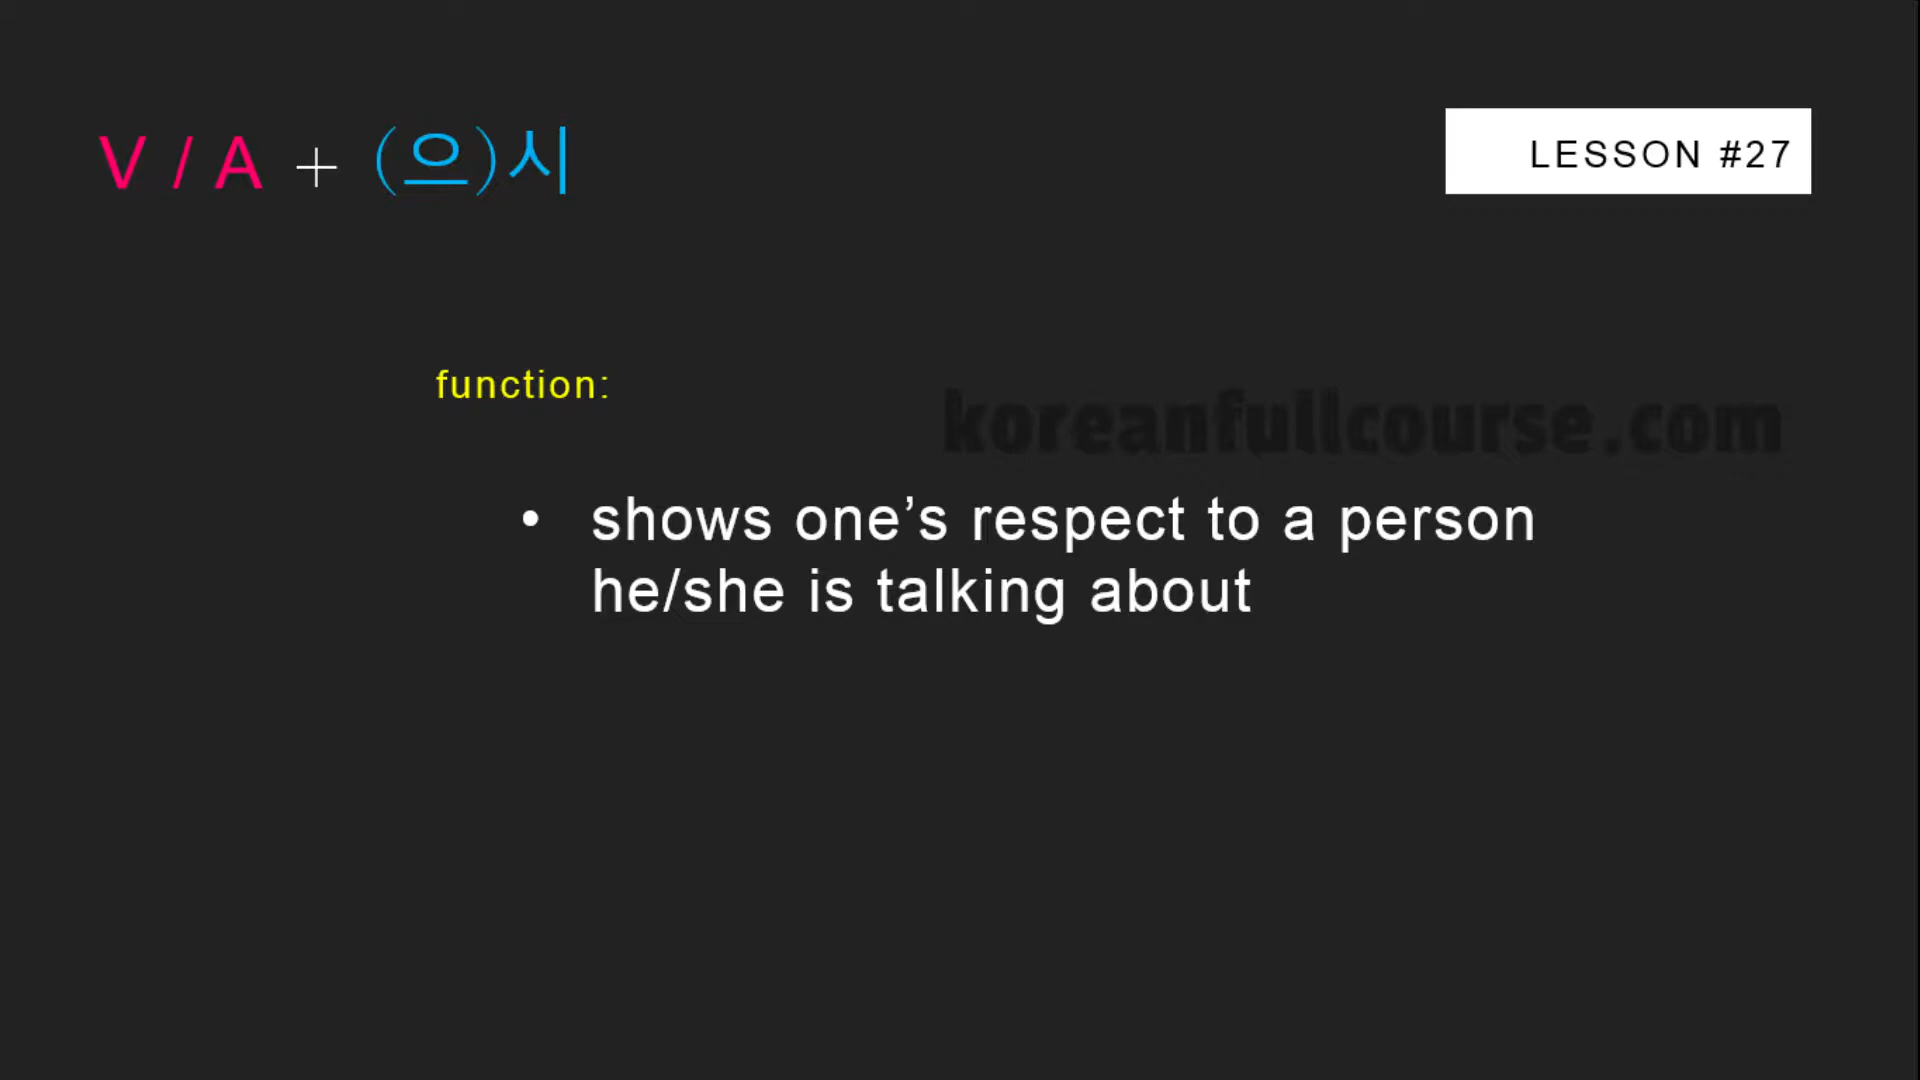 V / A + (으)시
LESSON #27
function:
koreanfullcourse.com
• shows one’s respect to a person
he/she is talking about